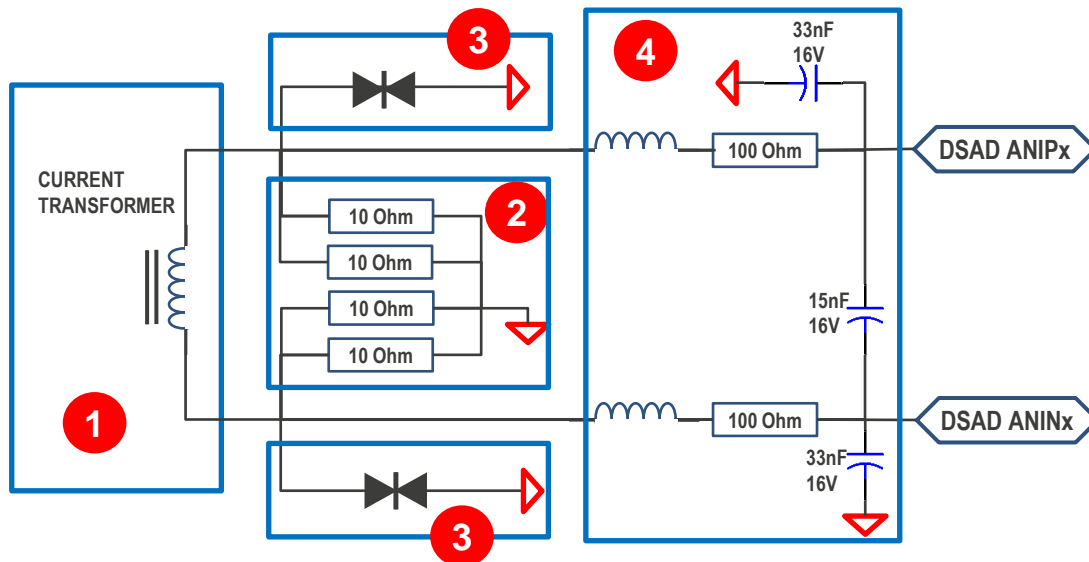 3
4
33nF
16V
100 Ohm
DSAD ANIPx
CURRENT
TRANSFORMER
2
10 Ohm
10 Ohm
10 Ohm
10 Ohm
15nF
16V
1
100 Ohm
DSAD ANINx
33nF
16V
3